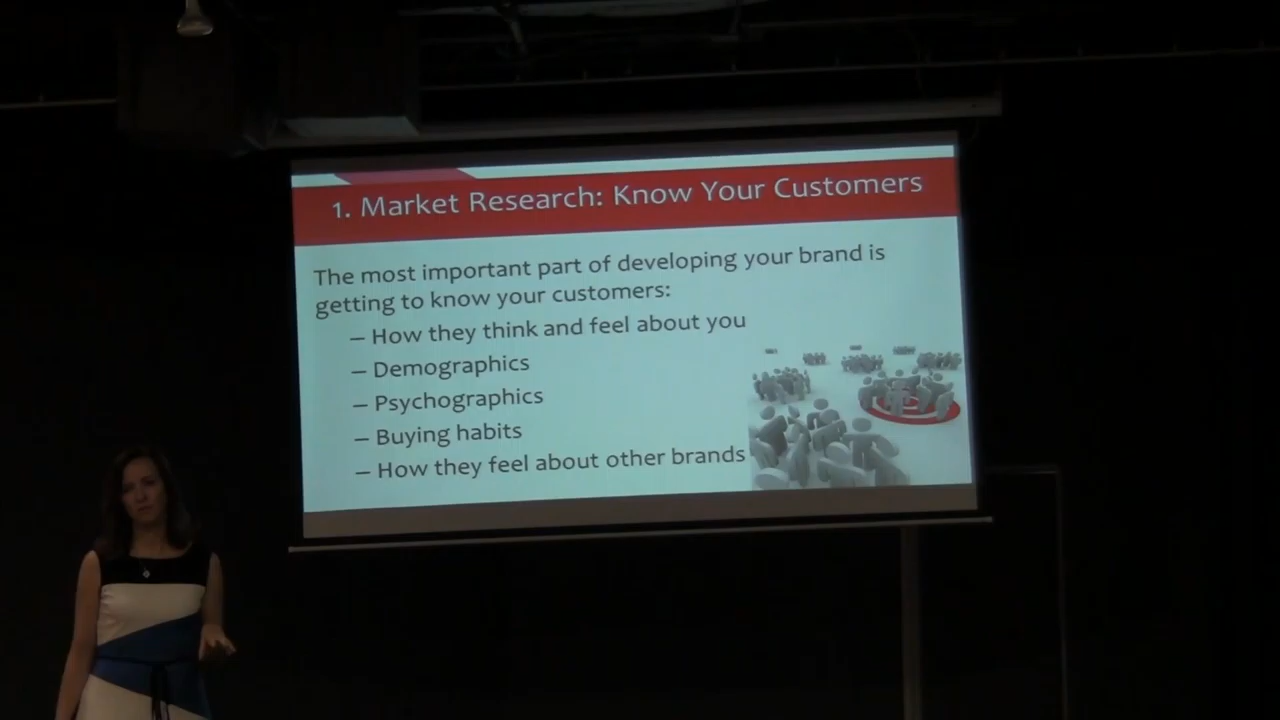 1. Market Research: Know Your Customers
The most important part of developing your brand is
getting to know your customers:
– How they think and feel about you
– Demographics
– Psychographics
– Buying habits
– How they feel about other brands